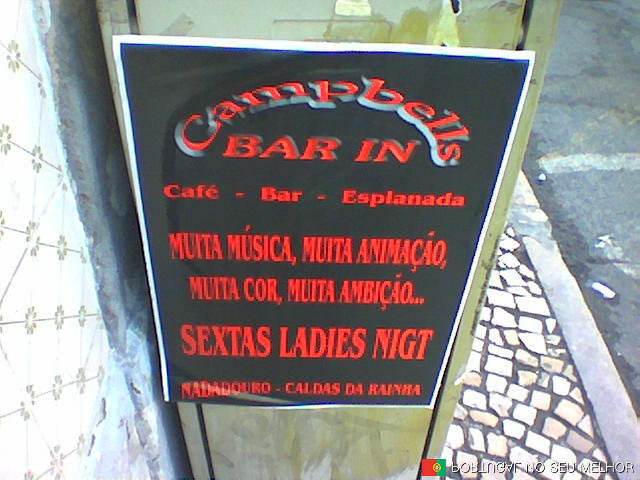 Campbells
BAR IN
Café - Bar - Esplanada
MUITA MÚSICA, MUITA ANIMAÇÃO,
MUITA COR, MUITA AMBIÇÃO...
SEXTAS LADIES NIGT
NADADOURO - CALDAS DA RAINHA
PORTUGAL NO SEU MELHOR